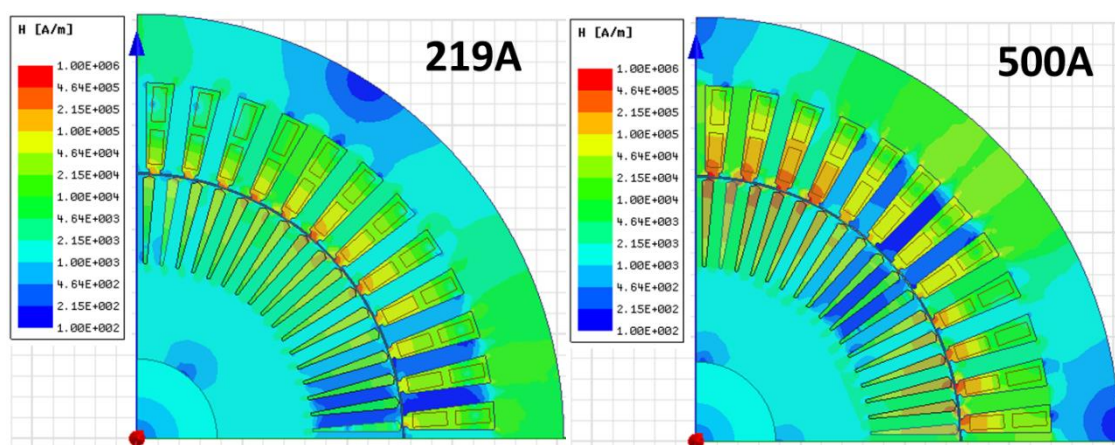 H [A/m]
1.00E+006
4.64E+005
2.15E+005
1.00E+005
4.64E+004
2.15E+004
1.00E+004
4.64E+003
2.15E+003
1.00E+003
4.64E+002
2.15E+002
1.00E+002
219A
H [A/m]
1.00E+006
4.64E+005
2.15E+005
1.00E+005
4.64E+004
2.15E+004
1.00E+004
4.64E+003
2.15E+003
1.00E+003
4.64E+002
2.15E+002
1.00E+002
500A